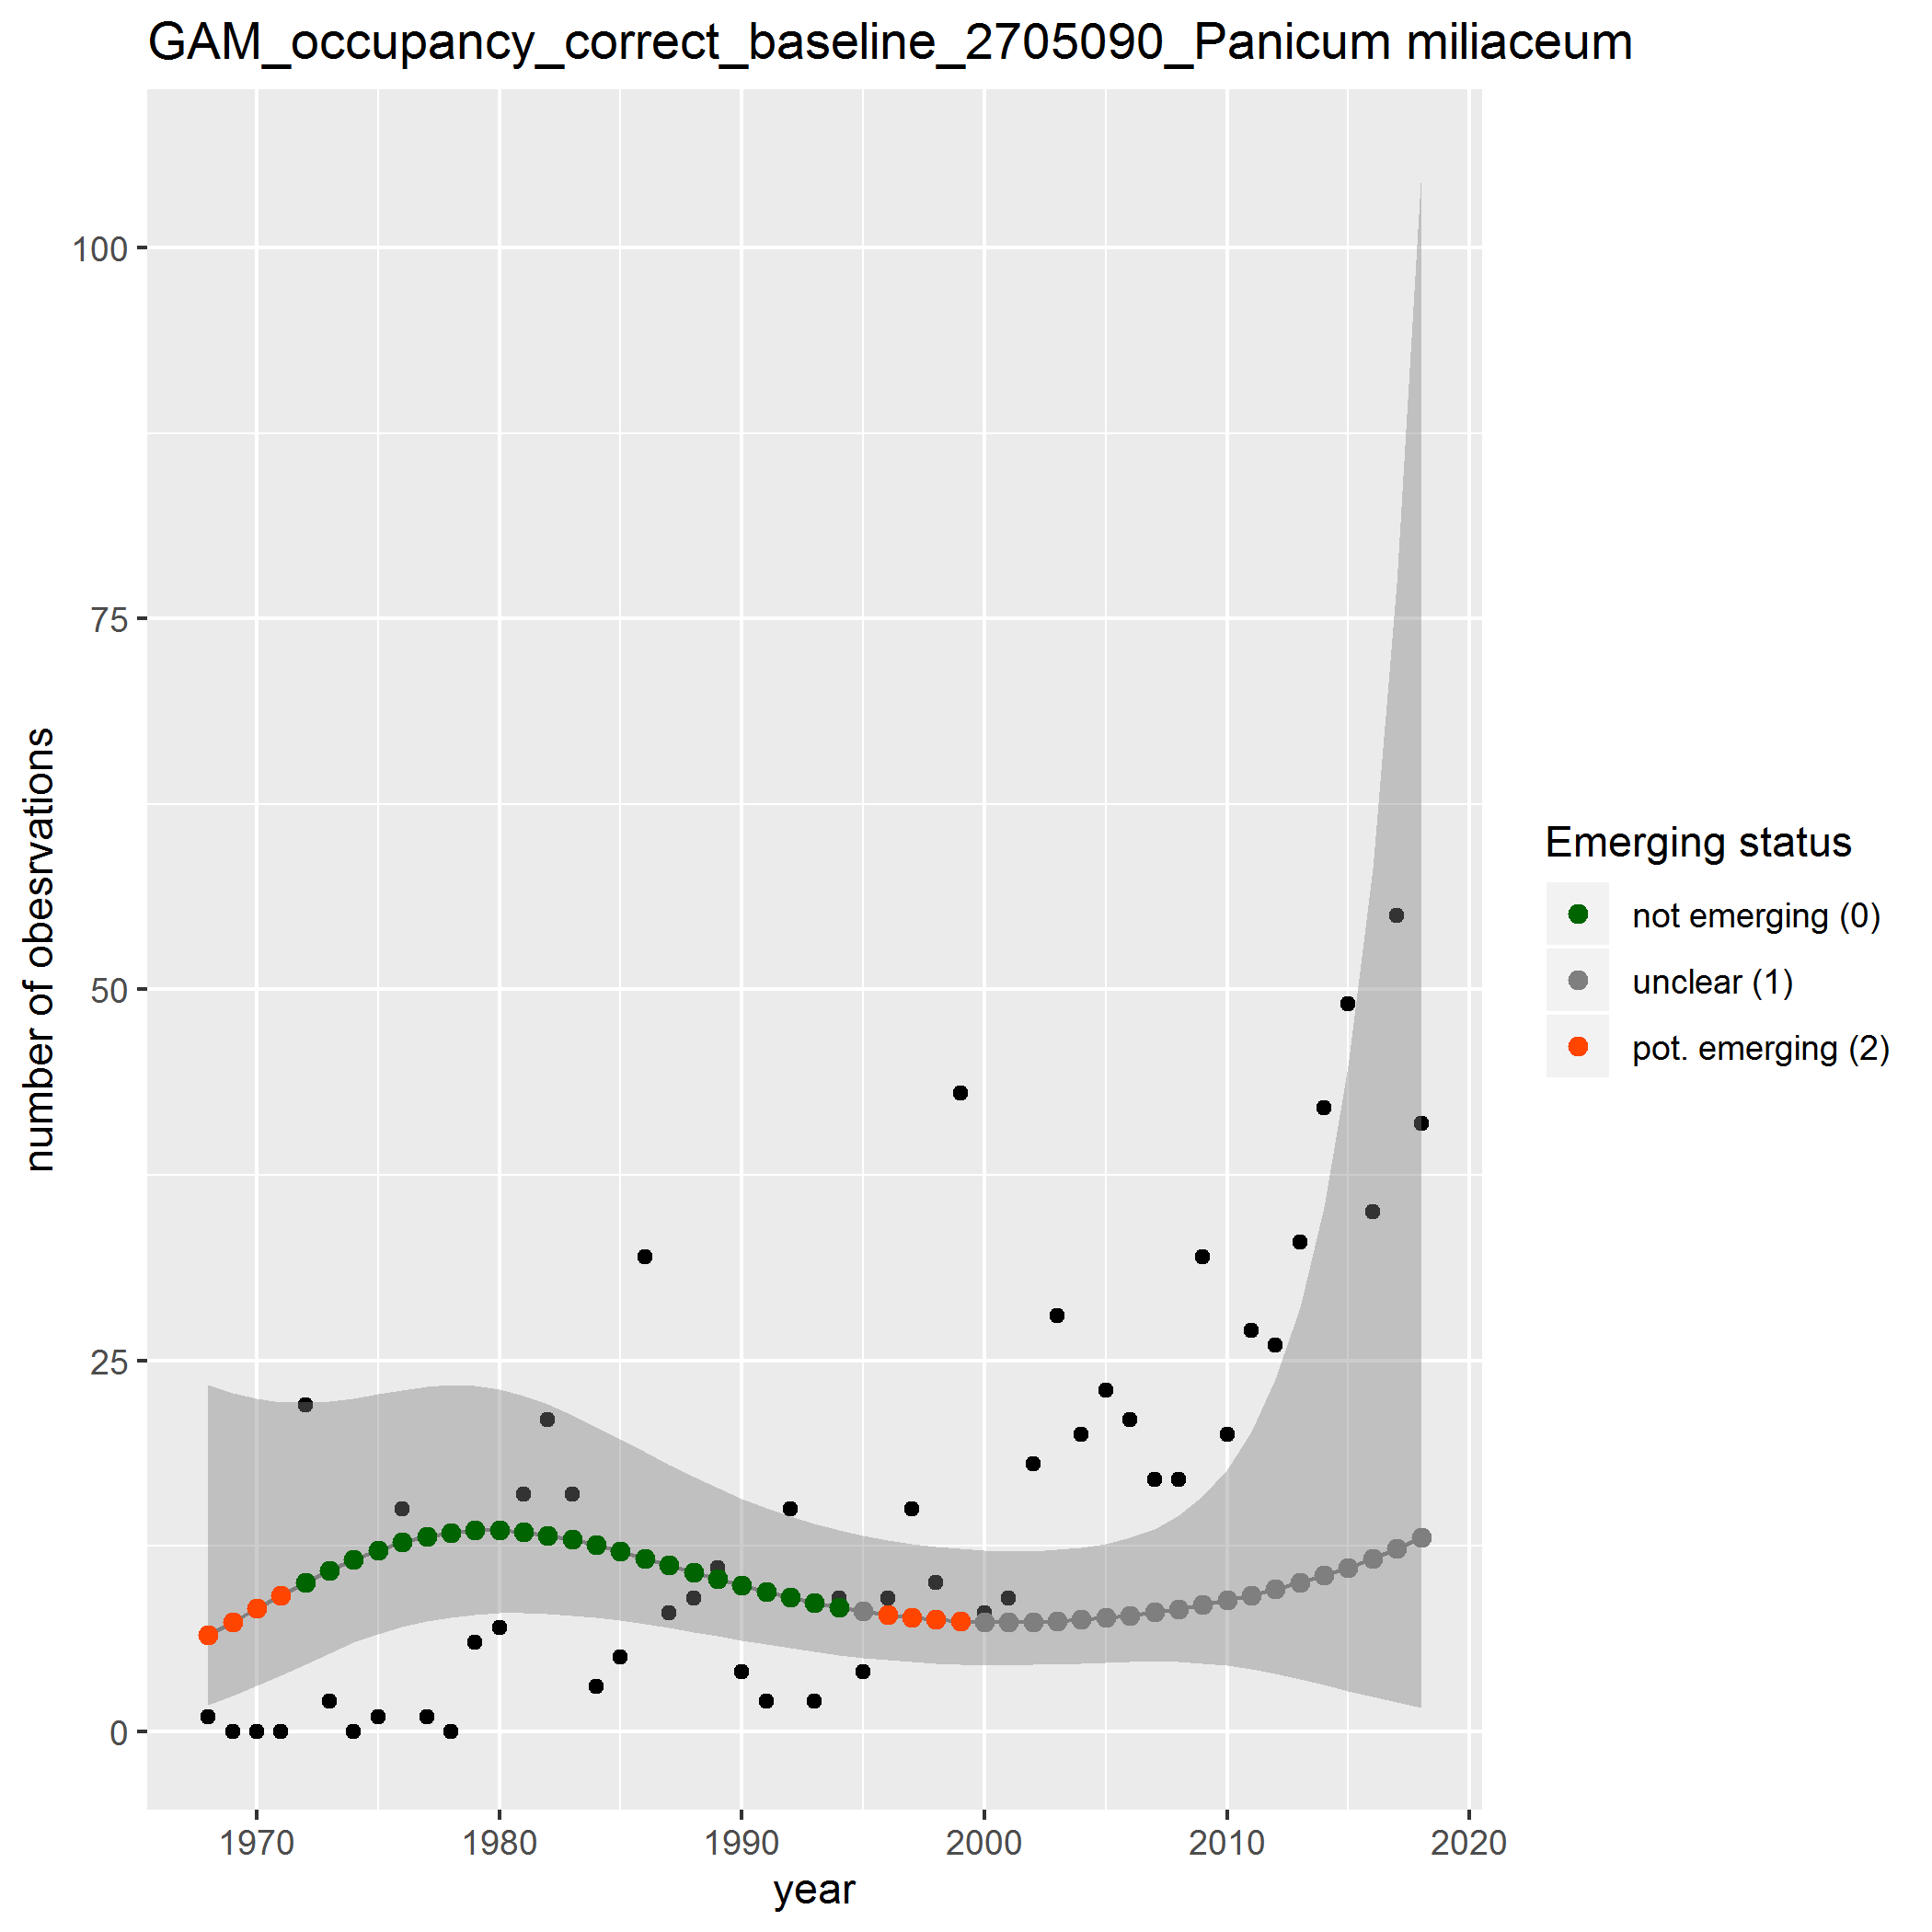 GAM_occupancy_correct_baseline_2705090_Panicum miliaceum
number of obesrvations
100
75
50
25
0
1970 1980 1990 2000 2010 2020
year
Emerging status
not emerging (0)
unclear (1)
pot. emerging (2)